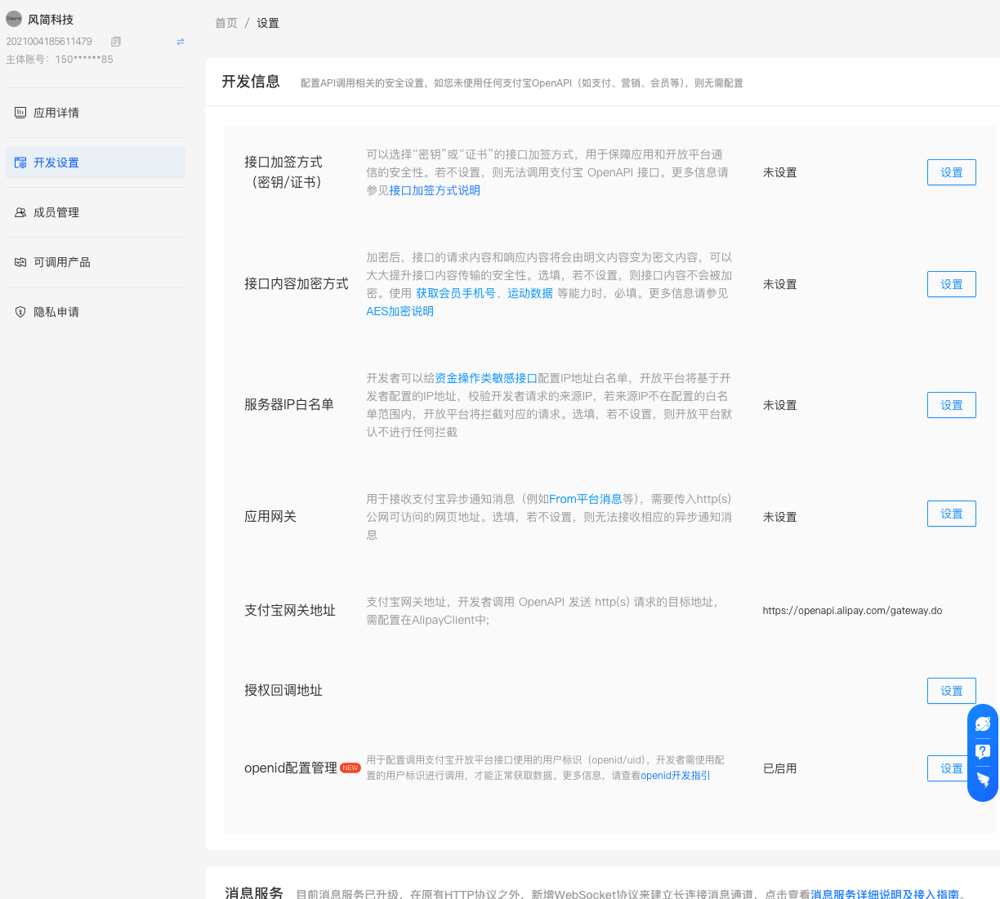 风简科技
2021004185611479
主体账号：150******85
应用详情
开发设置
成员管理
可调用产品
隐私申请
首页 / 设置
开发信息 配置API调用相关的安全设置，如您未使用任何支付宝OpenAPI（如支付、营销、会员等），则无需配置
接口加签方式
（密钥/证书）
可以选择“密钥”或“证书”的接口加签方式，用于保障应用和开放平台通
信的安全性。若不设置，则无法调用支付宝 OpenAPI 接口。更多信息请
参见接口加签方式说明
未设置
设置
接口内容加密方式
加密后，接口的请求内容和响应内容将会由明文内容变为密文内容，可以
大大提升接口内容传输的安全性。选填，若不设置，则接口内容不会被加
密。使用 获取会员手机号、运动数据 等能力时，必填。更多信息请参见
AES加密说明
未设置
设置
服务器IP白名单
开发者可以给资金操作类敏感接口配置IP地址白名单，开放平台将基于开
发者配置的IP地址，校验开发者请求的来源IP，若来源IP不在配置的白名
单范围内，开放平台将拦截对应的请求。选填，若不设置，则开放平台默
认不进行任何拦截
未设置
设置
应用网关
用于接收支付宝异步通知消息（例如From平台消息等），需要传入http(s)
公网可访问的网页地址。选填，若不设置，则无法接收相应的异步通知消
息
未设置
设置
支付宝网关地址
支付宝网关地址，开发者调用 OpenAPI 发送 http(s) 请求的目标地址，
需配置在AlipayClient中;
https://openapi.alipay.com/gateway.do
授权回调地址
设置
openid配置管理 NEW
用于配置调用支付宝开放平台接口使用的用户标识（openid/uid），开发者需使用配
置的用户标识进行调用，才能正常获取数据。更多信息，请查看openid开发指引
已启用
设置
消息服务 目前消息服务已升级，在原有HTTP协议之外，新增WebSocket协议来建立长连接消息通道，点击查看消息服务详细说明及接入指南。